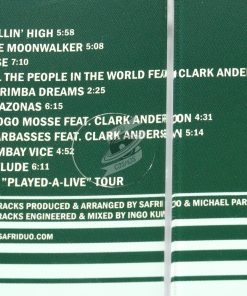 LLIN' HIGH 5:58
E MOONWALKER 5:08
SE 7:10
L THE PEOPLE IN THE WORLD FEAT. CLARK ANDER
RIMBA DREAMS 2:25
AZONAS 6:15
OGO MOSSE FEAT. CLARK ANDERSON 4:31
ARBASSES FEAT. CLARK ANDERSON 5:14
MBAY VICE 4:52
LUDE 6:11
"PLAYED-A-LIVE" TOUR
RACKS PRODUCED & ARRANGED BY SAFRI DUO & MICHAEL PAR
RACKS ENGINEERED & MIXED BY INGO KUN
SAFRIDUO.COM